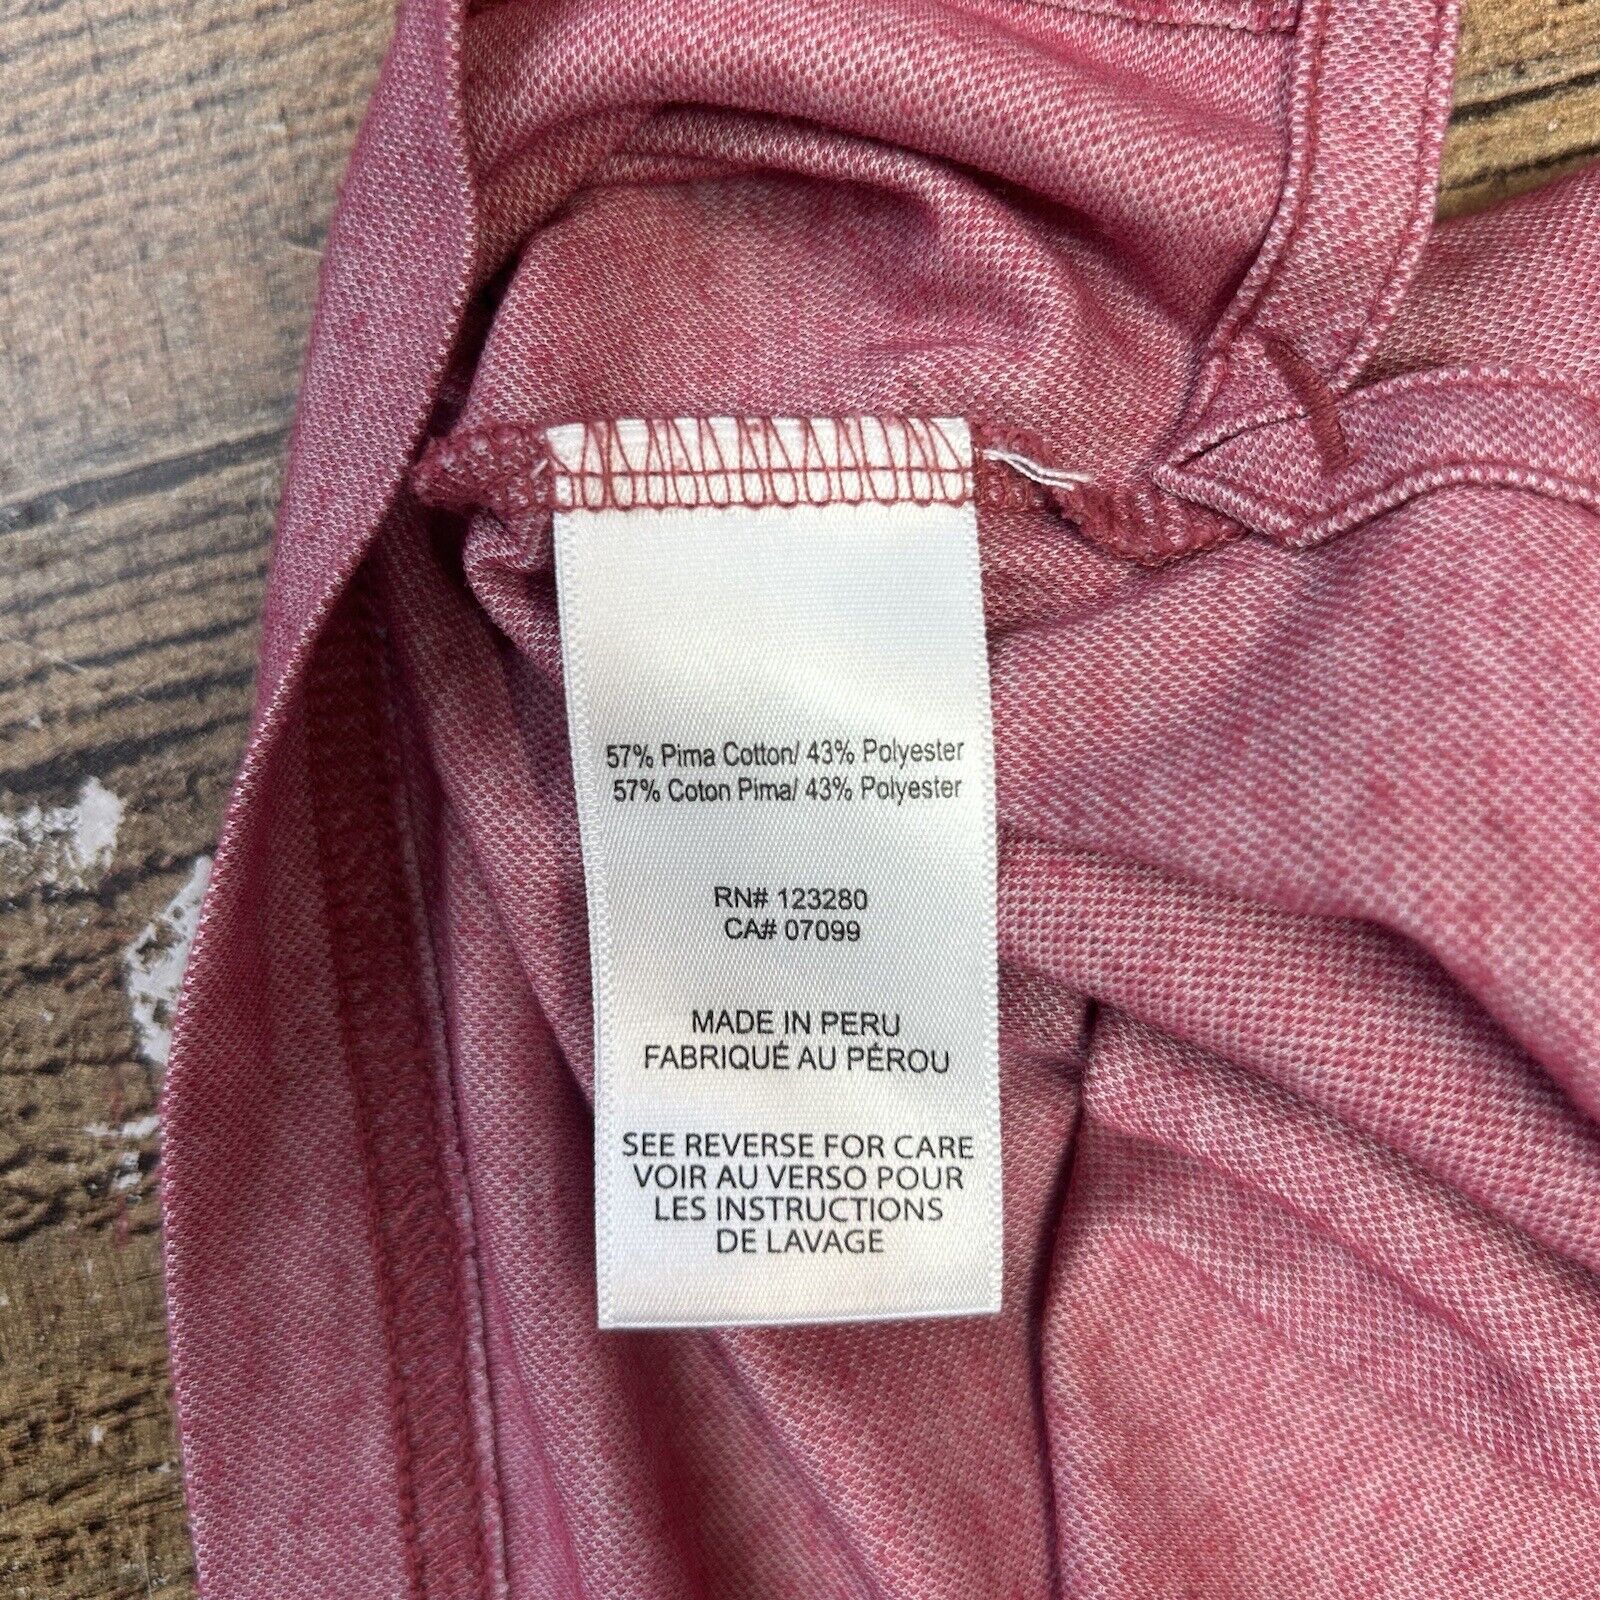 57% Pima Cotton/ 43% Polyester
57% Coton Pima/ 43% Polyester
RN# 123280
CA# 07099
MADE IN PERU
FABRIQUÉ AU PÉROU
SEE REVERSE FOR CARE
VOIR AU VERSO POUR
LES INSTRUCTIONS
DE LAVAGE